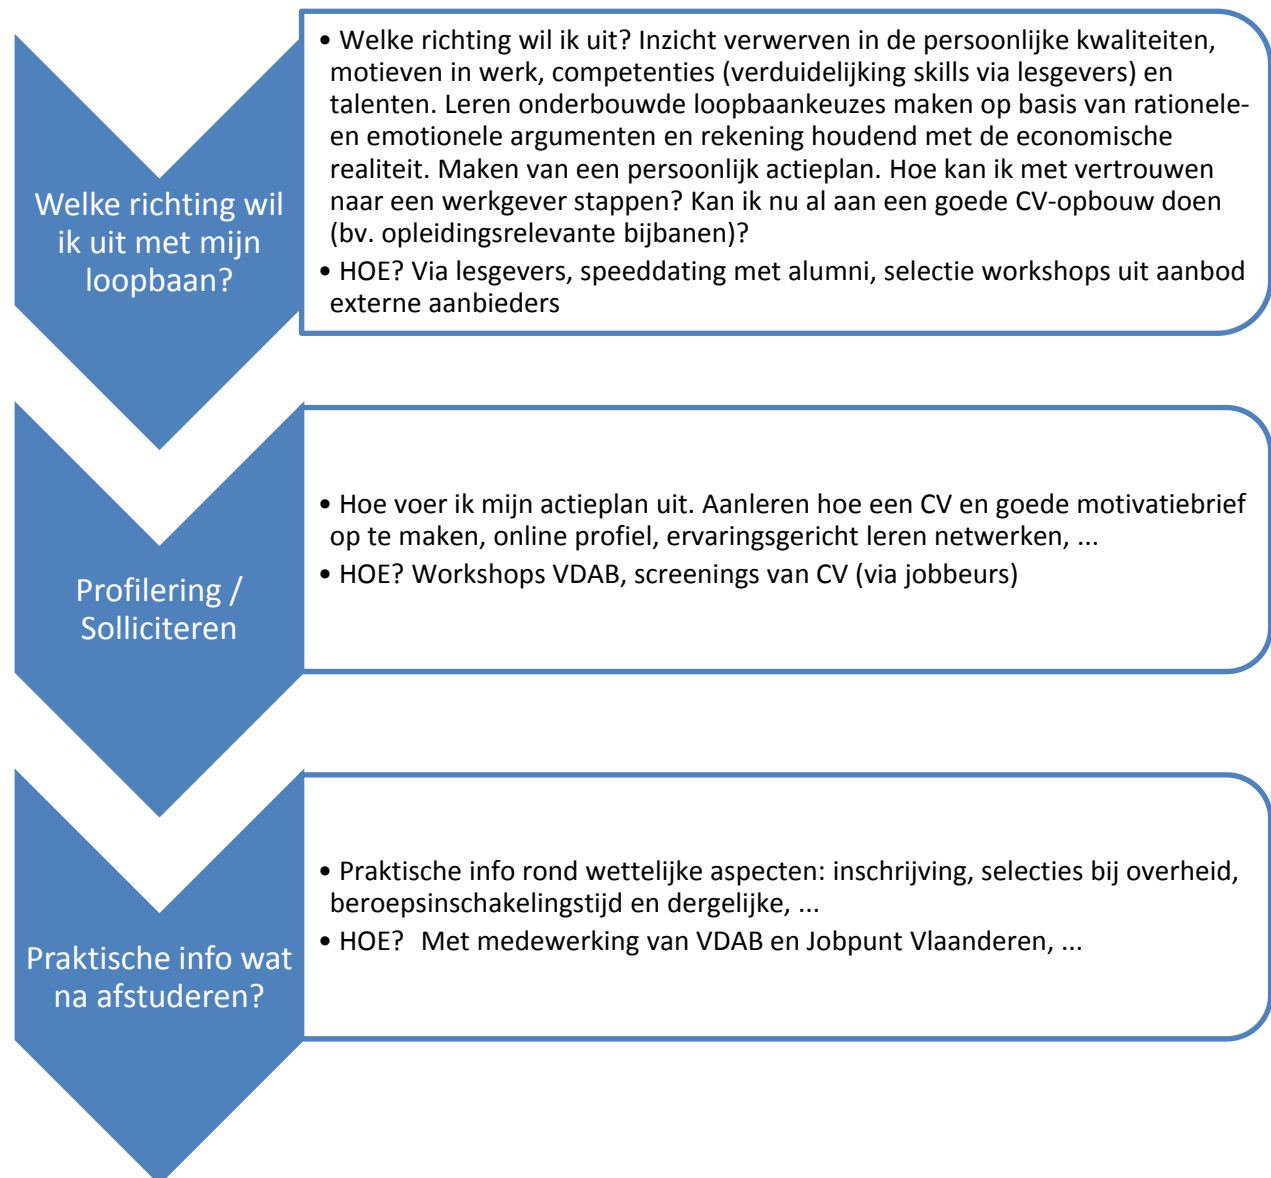 Welke richting wil
ik uit met mijn
loopbaan?
• Welke richting wil ik uit? Inzicht verwerven in de persoonlijke kwaliteiten,
motieven in werk, competenties (verduidelijking skills via lesgevers) en
talenten. Leren onderbouwde loopbaankeuzes maken op basis van rationele-
en emotionele argumenten en rekening houdend met de economische
realiteit. Maken van een persoonlijk actieplan. Hoe kan ik met vertrouwen
naar een werkgever stappen? Kan ik nu al aan een goede CV-opbouw doen
(bv. opleidingsrelevante bijbanen)?
• HOE? Via lesgevers, speeddating met alumni, selectie workshops uit aanbod
externe aanbieders
Profilering /
Solliciteren
• Hoe voer ik mijn actieplan uit. Aanleren hoe een CV en goede motivatiebrief
op te maken, online profiel, ervaringsgericht leren netwerken, ...
• HOE? Workshops VDAB, screenings van CV (via jobbeurs)
Praktische info wat
na afstuderen?
• Praktische info rond wettelijke aspecten: inschrijving, selecties bij overheid,
beroepsinschakelingstijd en dergelijke, ...
• HOE? Met medewerking van VDAB en Jobpunt Vlaanderen, ...